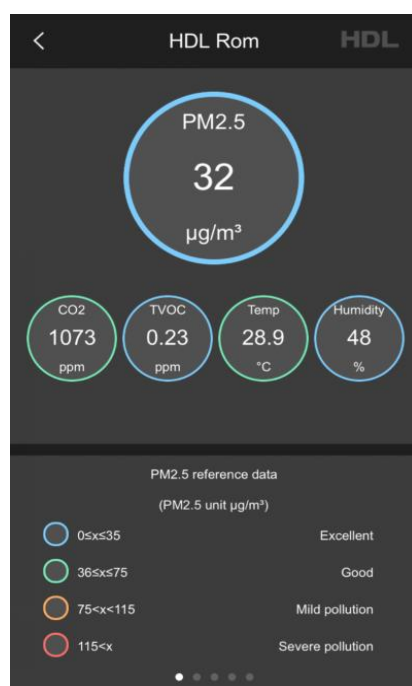 HDL Rom
HDL
PM2.5
32
µg/m³
CO2
1073
ppm
TVOC
0.23
ppm
Temp
28.9
°C
Humidity
48
%
PM2.5 reference data
(PM2.5 unit µg/m³)
0≤x≤35 Excellent
36≤x≤75 Good
75<x<115 Mild pollution
115<x Severe pollution